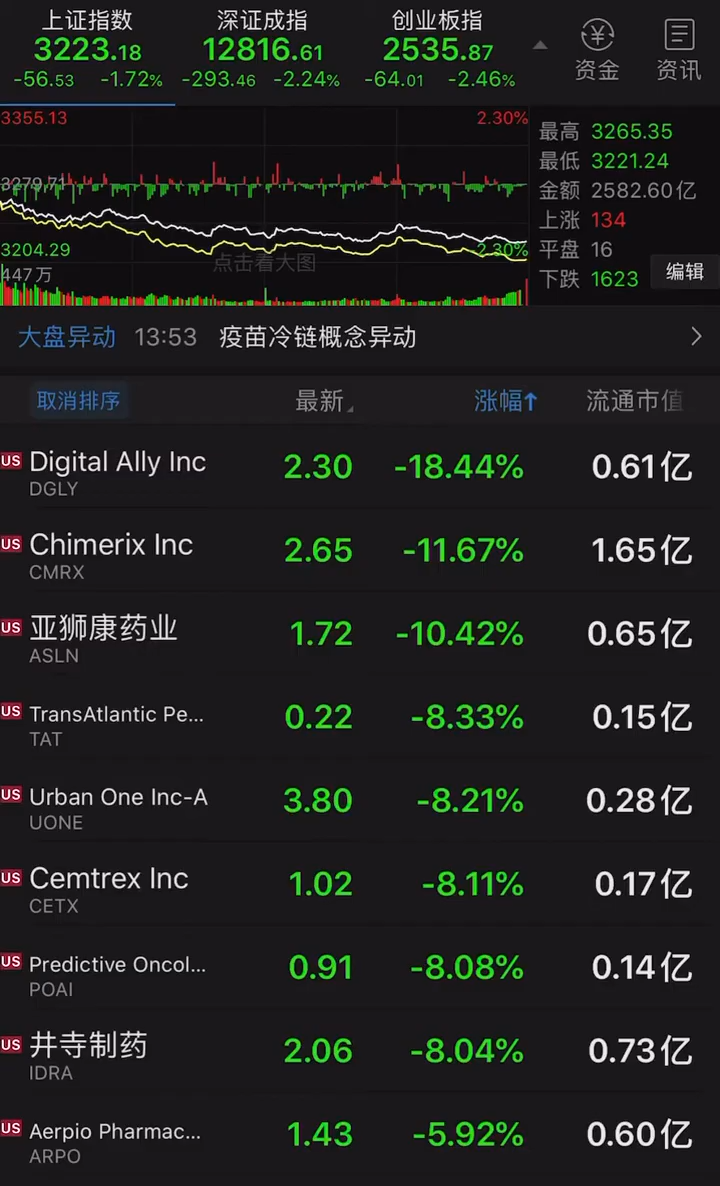 上证指数 深证成指 创业板指
3223.18 12816.61 2535.87
-56.53 -1.72% -293.46 -2.24% -64.01 -2.46%
资金 资讯
3355.13 2.30%
3279.71
3204.29 2.30%
447万
点击看大图
最高 3265.35
最低 3221.24
金额 2582.60亿
上涨 134
平盘 16
下跌 1623
编辑
大盘异动 13:53 疫苗冷链概念异动
取消排序 最新 涨幅↑ 流通市值
US Digital Ally Inc 2.30 -18.44% 0.61亿
DGLY
US Chimerix Inc 2.65 -11.67% 1.65亿
CMRX
US 亚狮康药业 1.72 -10.42% 0.65亿
ASLN
US TransAtlantic Pe... 0.22 -8.33% 0.15亿
TAT
US Urban One Inc-A 3.80 -8.21% 0.28亿
UONE
US Cemtrex Inc 1.02 -8.11% 0.17亿
CETX
US Predictive Oncol... 0.91 -8.08% 0.14亿
POAI
US 井寺制药 2.06 -8.04% 0.73亿
IDRA
US Aerpio Pharmac... 1.43 -5.92% 0.60亿
ARPO